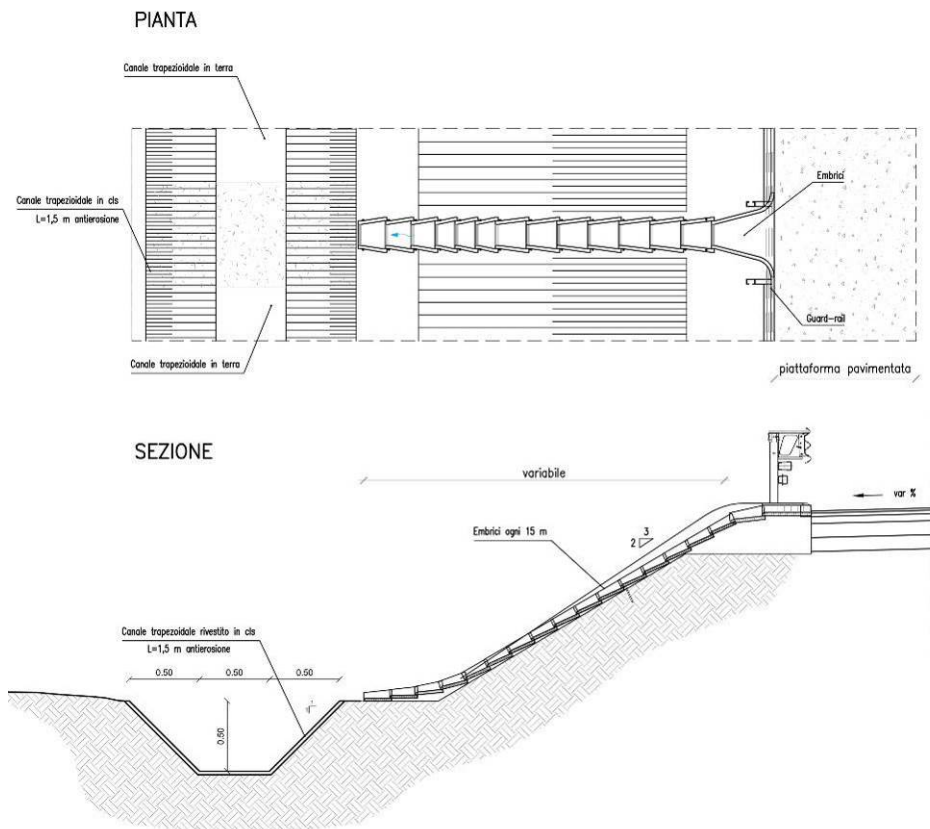 PIANTA
Canale trapezioidale in terra
Canale trapezioidale in cls
L=1,5 m antierosione
Embrici
Guard-rail
Canale trapezioidale in terra
piattaforma pavimentata
SEZIONE
variabile
var %
Embrici ogni 15 m
3
2
Canale trapezoidale rivestito in cls
L=1,5 m antierosione
0.50 0.50 0.50
0.50